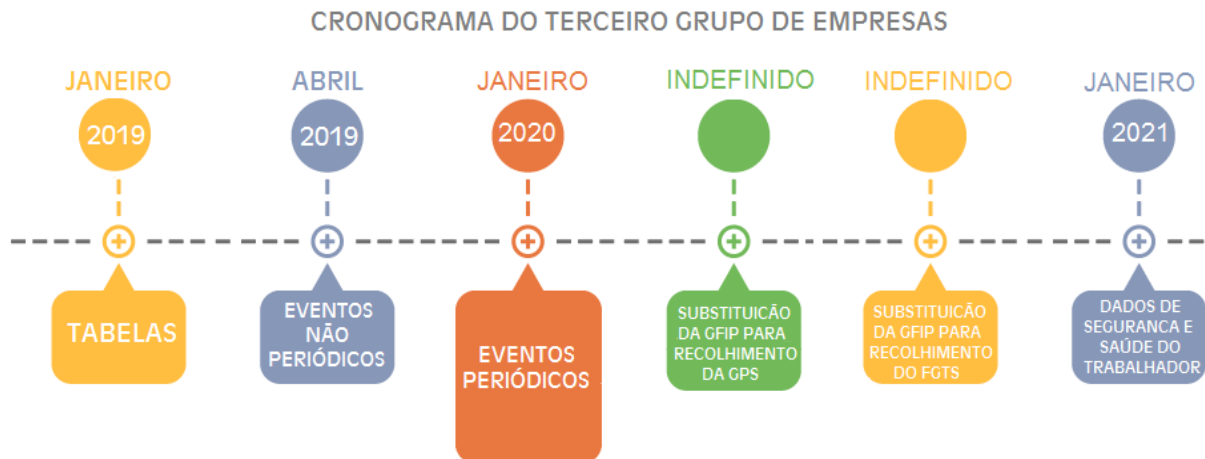 CRONOGRAMA DO TERCEIRO GRUPO DE EMPRESAS
JANEIRO
2019
TABELAS
ABRIL
2019
EVENTOS
NÃO
PERIÓDICOS
JANEIRO
2020
EVENTOS
PERIÓDICOS
INDEFINIDO
SUBSTITUICÃO
DA GFIP PARA
RECOLHIMENTO
DA GPS
INDEFINIDO
SUBSTITUICÃO
DA GFIP PARA
RECOLHIMENTO
DO FGTS
JANEIRO
2021
DADOS DE
SEGURANCA E
SAÚDE DO
TRABALHADOR